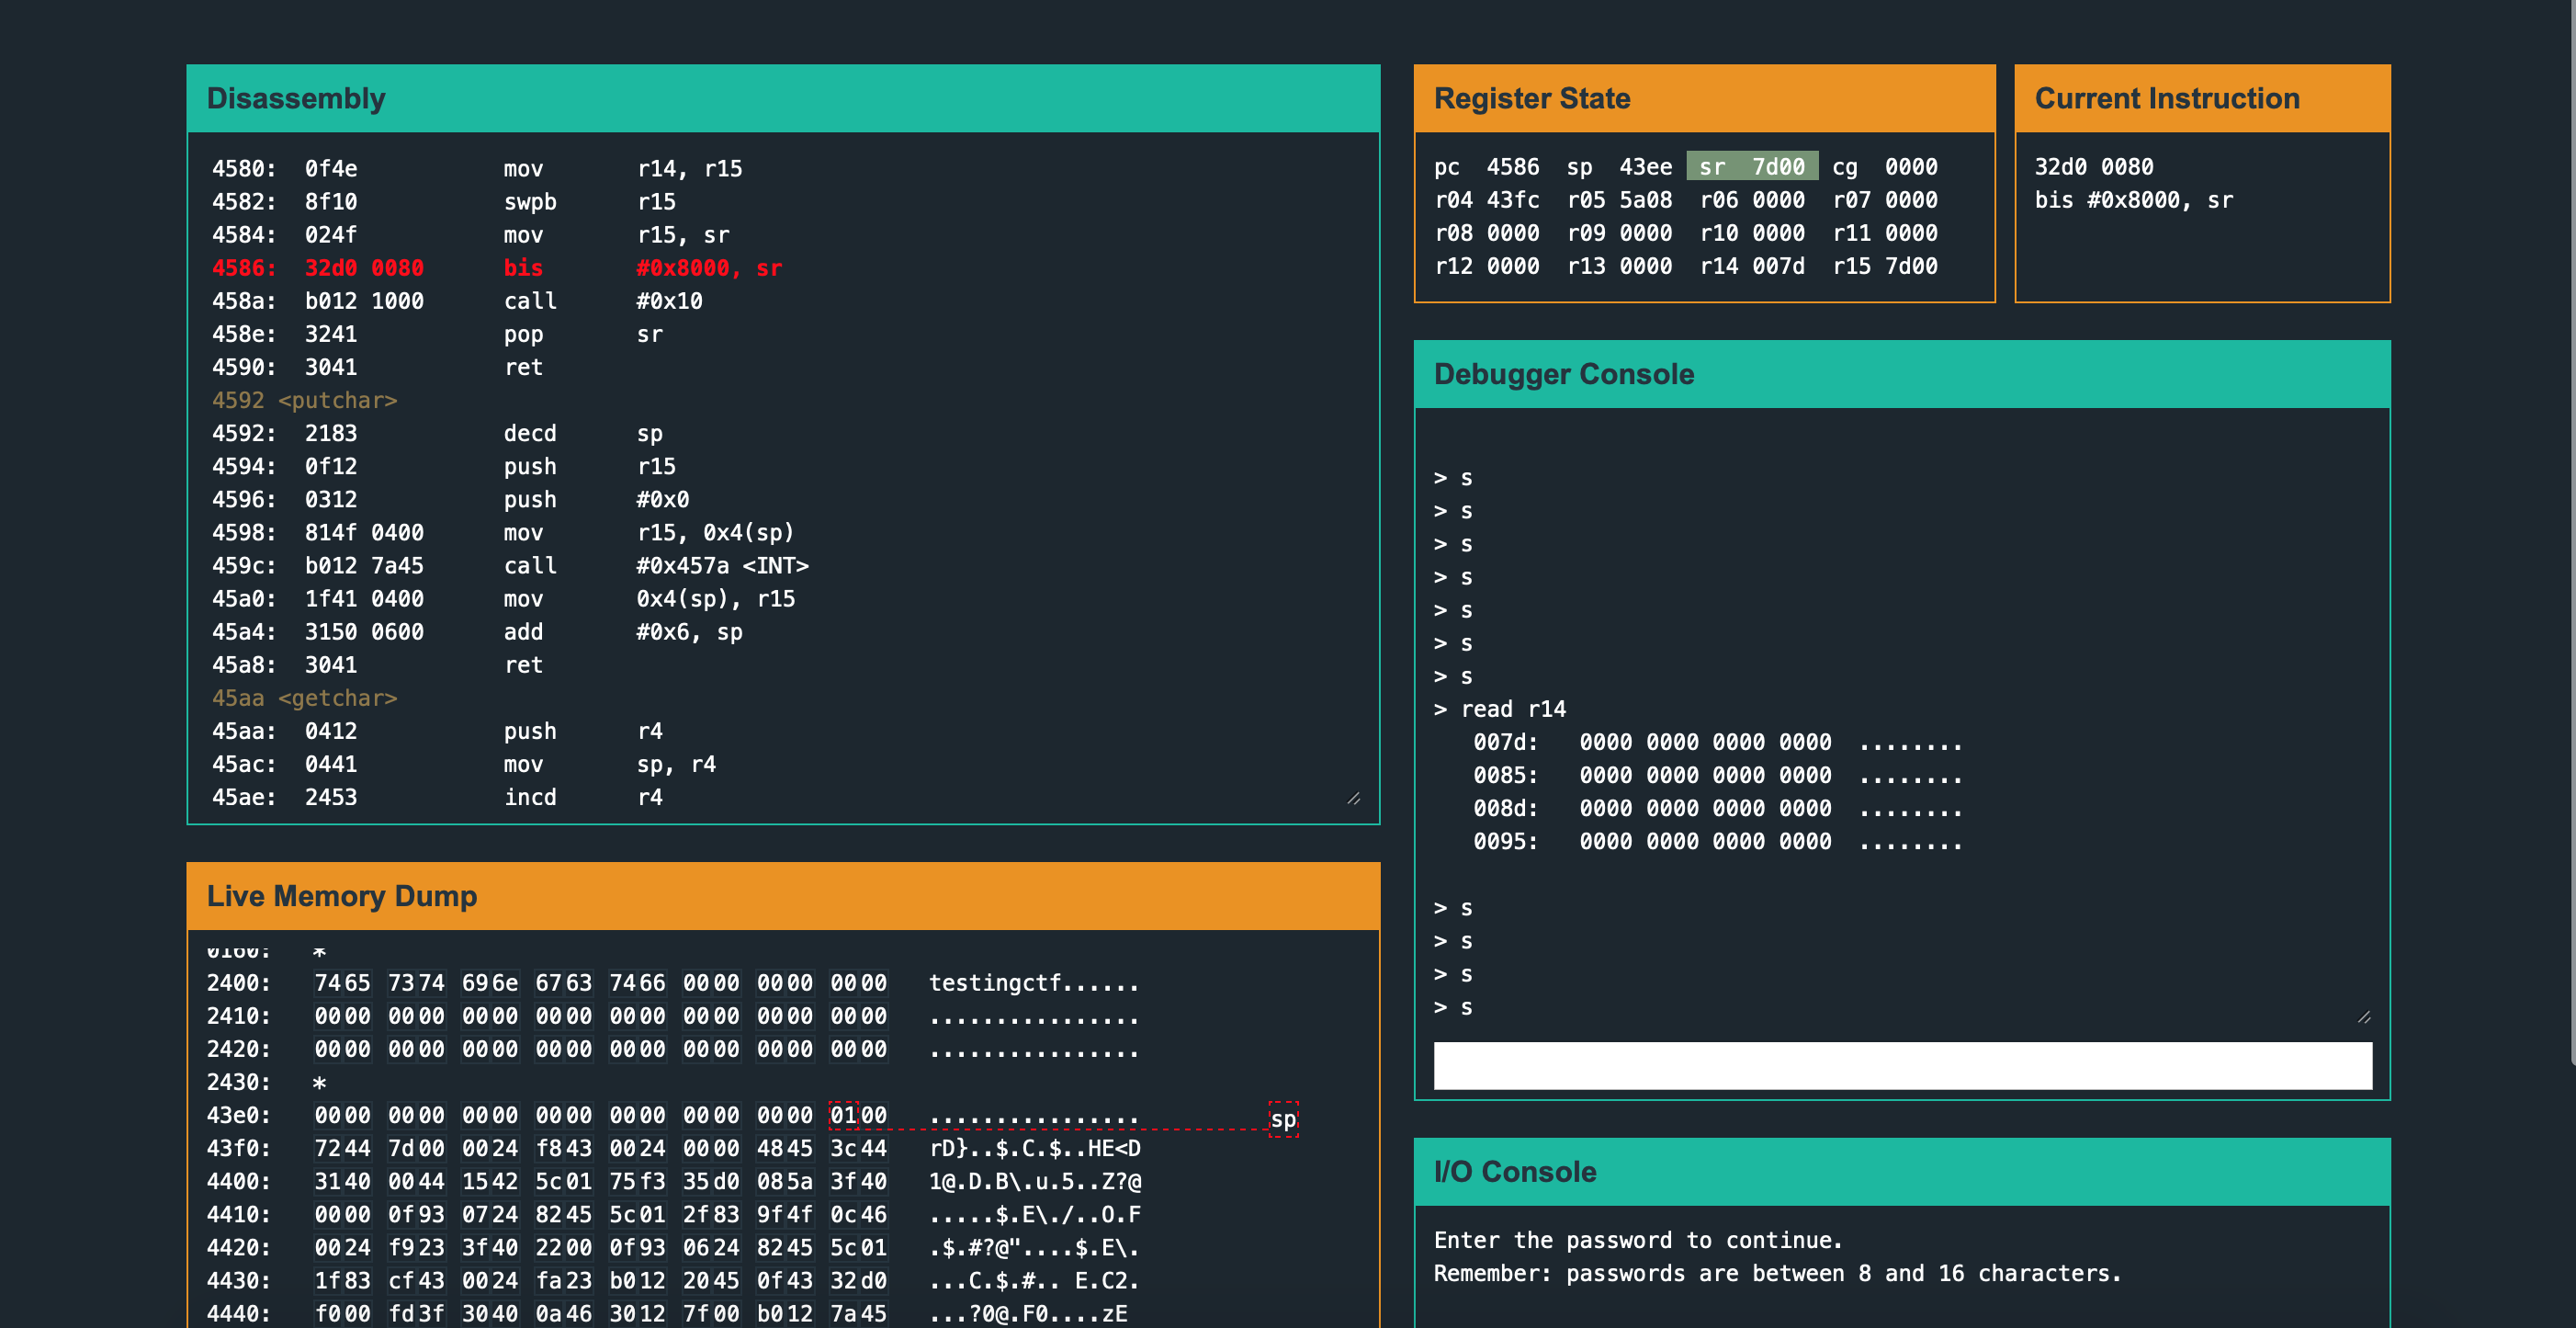 Disassembly
4580: 0f4e mov r14, r15
4582: 8f10 swpb r15
4584: 024f mov r15, sr
4586: 32d0 0080 bis #0x8000, sr
458a: b012 1000 call #0x10
458e: 3241 pop sr
4590: 3041 ret
4592 <putchar>
4592: 2183 decd sp
4594: 0f12 push r15
4596: 0312 push #0x0
4598: 814f 0400 mov r15, 0x4(sp)
459c: b012 7a45 call #0x457a <INT>
45a0: 1f41 0400 mov 0x4(sp), r15
45a4: 3150 0600 add #0x6, sp
45a8: 3041 ret
45aa <getchar>
45aa: 0412 push r4
45ac: 0441 mov sp, r4
45ae: 2453 incd r4
Live Memory Dump
0160: *
2400: 7465 7374 696e 6763 7466 0000 0000 0000 testingctf......
2410: 0000 0000 0000 0000 0000 0000 0000 0000 ................
2420: 0000 0000 0000 0000 0000 0000 0000 0000 ................
2430: *
43e0: 0000 0000 0000 0000 0000 0000 0000 0100 ................ sp
43f0: 7244 7d00 0024 f843 0024 0000 4845 3c44 rD}..$.C.$..HE<D
4400: 3140 0044 1542 5c01 75f3 35d0 085a 3f40 1@.D.B\.u.5..Z?@
4410: 0000 0f93 0724 8245 5c01 2f83 9f4f 0c46 .....$.E\./..O.F
4420: 0024 f923 3f40 2200 0f93 0624 8245 5c01 .$.#?@"....$.E\.
4430: 1f83 cf43 0024 fa23 b012 2045 0f43 32d0 ...C.$.#.. E.C2.
4440: f000 fd3f 3040 0a46 3012 7f00 b012 7a45 ...?0@.F0....zE
Register State
pc 4586 sp 43ee sr 7d00 cg 0000
r04 43fc r05 5a08 r06 0000 r07 0000
r08 0000 r09 0000 r10 0000 r11 0000
r12 0000 r13 0000 r14 007d r15 7d00
Current Instruction
32d0 0080
bis #0x8000, sr
Debugger Console
> s
> s
> s
> s
> s
> s
> s
> read r14
007d: 0000 0000 0000 0000 ........
0085: 0000 0000 0000 0000 ........
008d: 0000 0000 0000 0000 ........
0095: 0000 0000 0000 0000 ........
> s
> s
> s
> s
I/O Console
Enter the password to continue.
Remember: passwords are between 8 and 16 characters.